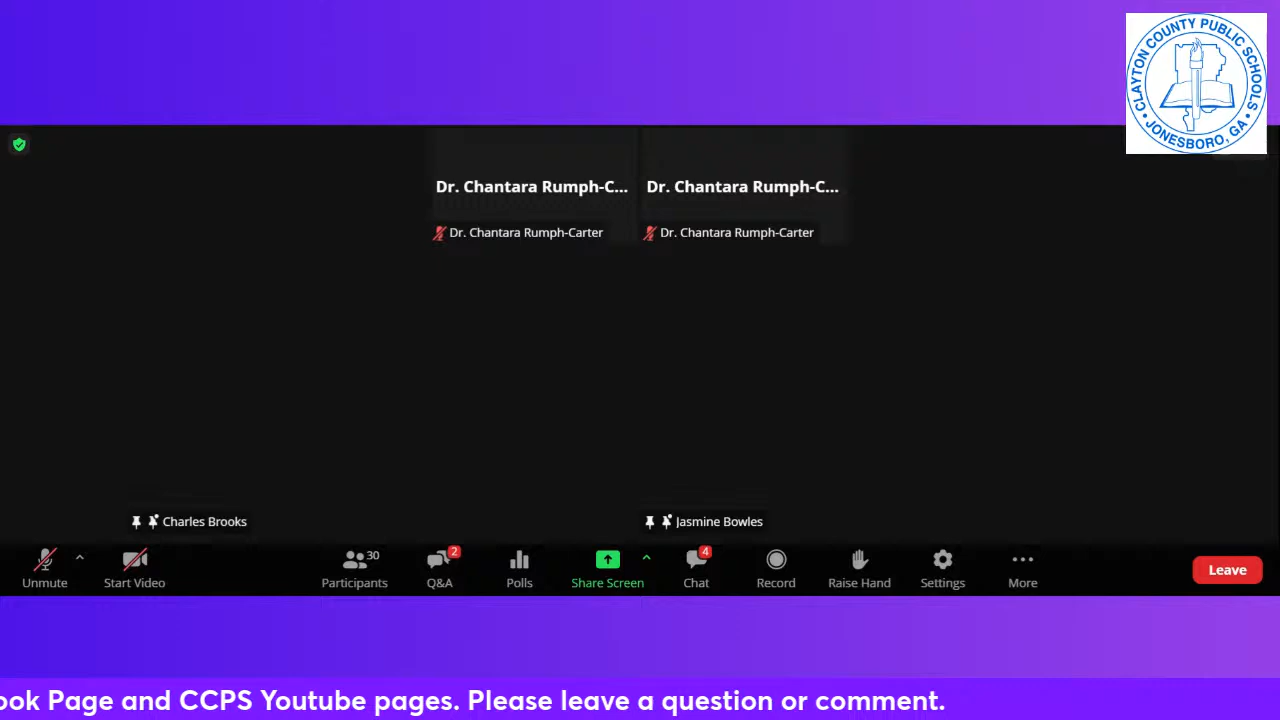 CLAYTON COUNTY PUBLIC SCHOOLS
• JONESBORO, GA •
Dr. Chantara Rumph-C... Dr. Chantara Rumph-C...
Dr. Chantara Rumph-Carter Dr. Chantara Rumph-Carter
Charles Brooks Jasmine Bowles
30 2 4
Unmute Start Video Participants Q&A Polls Share Screen Chat Record Raise Hand Settings More Leave
ook Page and CCPS Youtube pages. Please leave a question or comment.